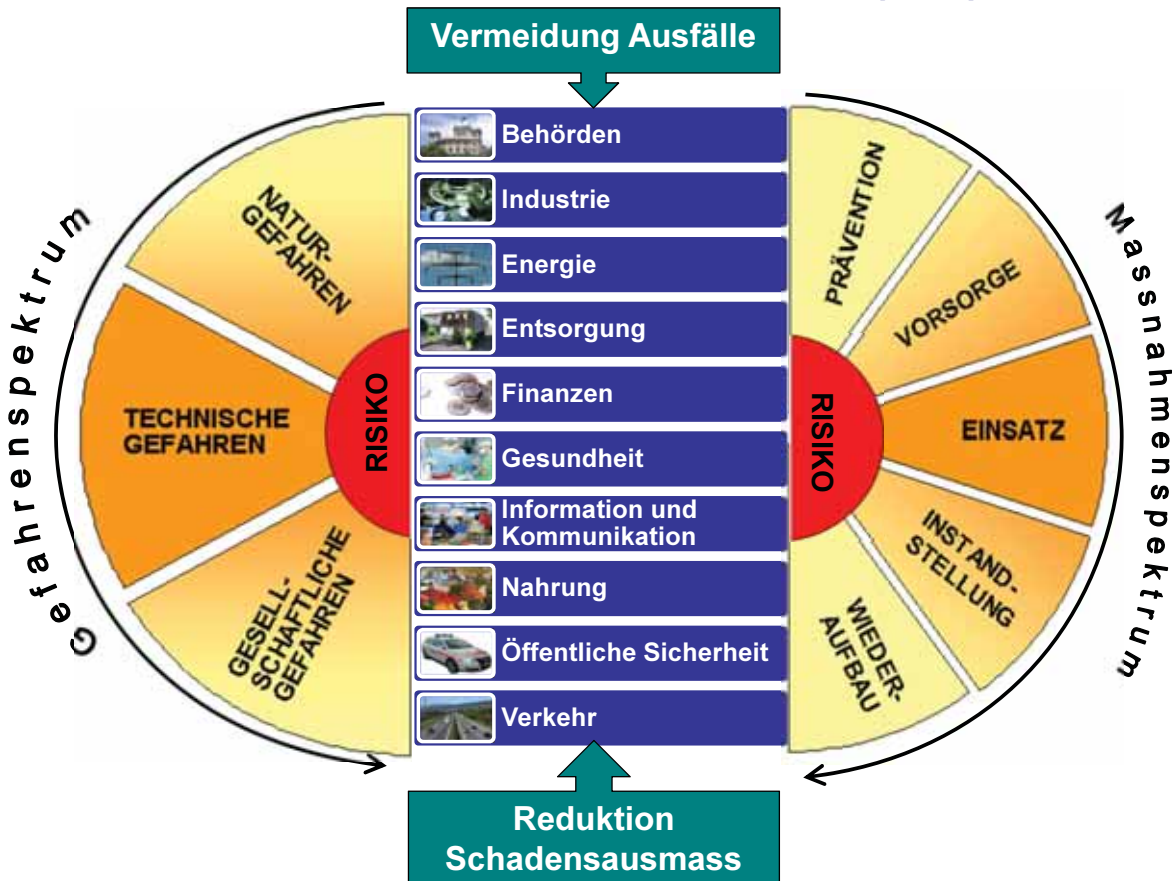 Vermeidung Ausfälle
Gefahrenspektrum
NATUR-
GEFAHREN
TECHNISCHE
GEFAHREN
GESELL-
SCHAFTLICHE
GEFAHREN
RISIKO
Behörden
Industrie
Energie
Entsorgung
Finanzen
Gesundheit
Information und
Kommunikation
Nahrung
Öffentliche Sicherheit
Verkehr
RISIKO
PRÄVENTION
VORSORGE
EINSATZ
INSTAND-
STELLUNG
WIEDER-
AUFBAU
Massnahmenspektrum
Reduktion
Schadensausmass